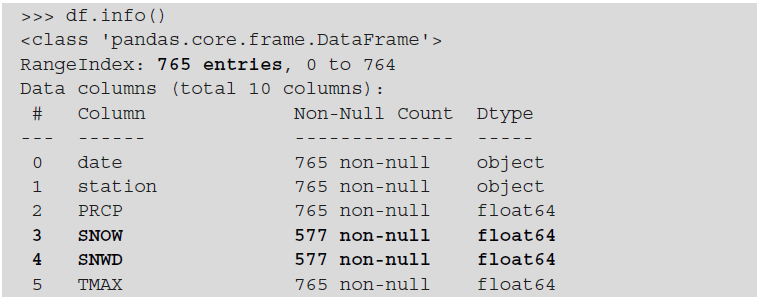 >>> df.info()
<class 'pandas.core.frame.DataFrame'>
RangeIndex: 765 entries, 0 to 764
Data columns (total 10 columns):
 #   Column            Non-Null Count  Dtype
---  ------            --------------  -----
 0   date              765 non-null    object
 1   station           765 non-null    object
 2   PRCP              765 non-null    float64
 3   SNOW              577 non-null    float64
 4   SNWD              577 non-null    float64
 5   TMAX              765 non-null    float64